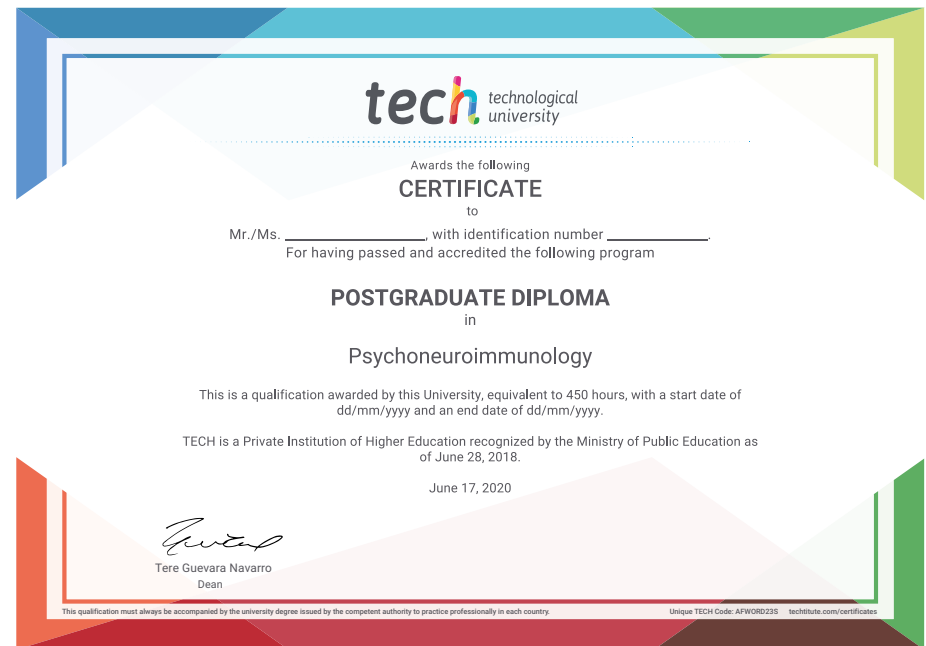 tech technological
university
Awards the following
CERTIFICATE
to
Mr./Ms. ____________________, with identification number ______________.
For having passed and accredited the following program
POSTGRADUATE DIPLOMA
in
Psychoneuroimmunology
This is a qualification awarded by this University, equivalent to 450 hours, with a start date of
dd/mm/yyyy and an end date of dd/mm/yyyy.
TECH is a Private Institution of Higher Education recognized by the Ministry of Public Education as
of June 28, 2018.
June 17, 2020
Tere Guevara Navarro
Dean
This qualification must always be accompanied by the university degree issued by the competent authority to practice professionally in each country.
Unique TECH Code: AFWORD23S techtitute.com/certificates